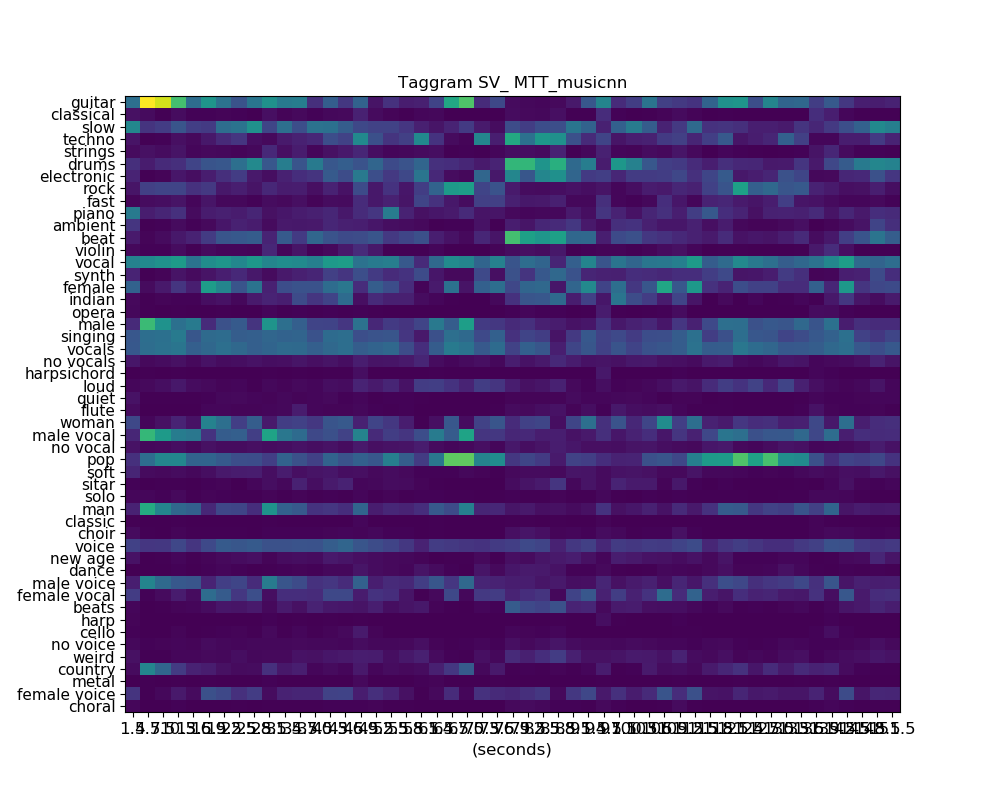 Taggram SV_ MTT_musicnn
guitar
classical
slow
techno
strings
drums
electronic
rock
fast
piano
ambient
beat
violin
vocal
synth
female
indian
opera
male
singing
vocals
no vocals
harpsichord
loud
quiet
flute
woman
male vocal
no vocal
pop
soft
sitar
solo
man
classic
choir
voice
new age
dance
male voice
female vocal
beats
harp
cello
no voice
weird
country
metal
female voice
choral
(seconds)